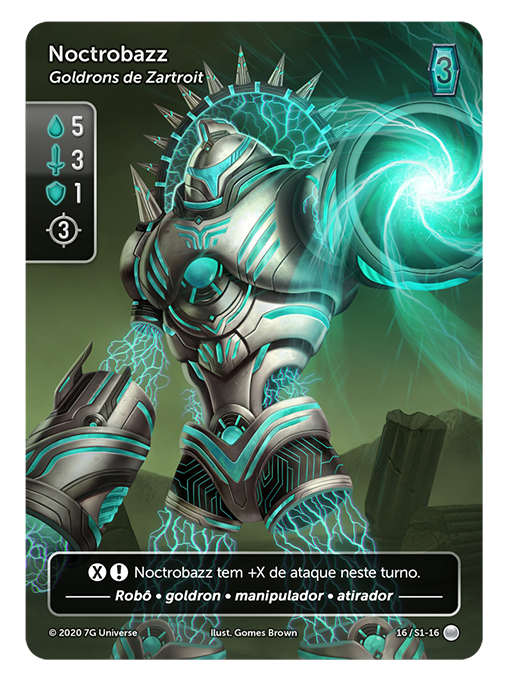 Noctrobazz
Goldrons de Zartroit
3
5
3
1
3
X ! Noctrobazz tem +X de ataque neste turno.
Robô • goldron • manipulador • atirador
© 2020 7G Universe Ilust. Gomes Brown 16 / S1-16